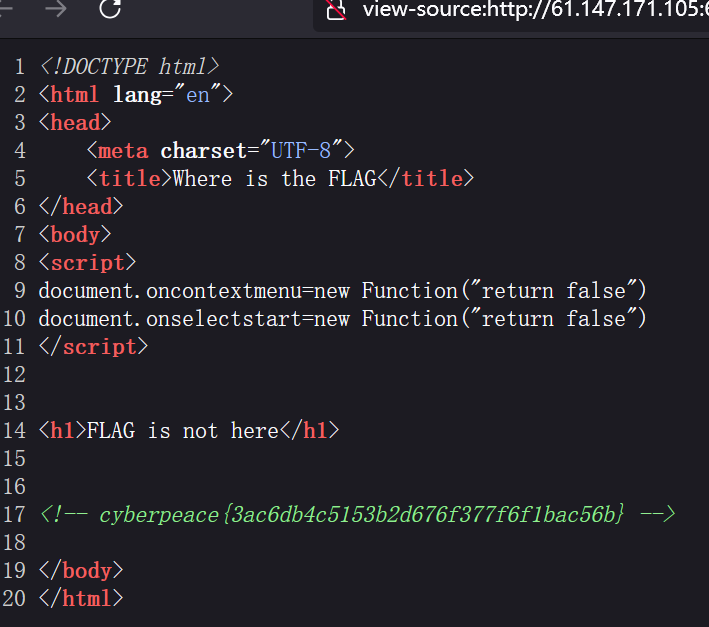 view-source:http://61.147.171.105:6
1 <!DOCTYPE html>
2 <html lang="en">
3 <head>
4     <meta charset="UTF-8">
5     <title>Where is the FLAG</title>
6 </head>
7 <body>
8 <script>
9 document.oncontextmenu=new Function("return false")
10 document.onselectstart=new Function("return false")
11 </script>
12
13
14 <h1>FLAG is not here</h1>
15
16
17 <!-- cyberpeace{3ac6db4c5153b2d676f377f6f1bac56b} -->
18
19 </body>
20 </html>